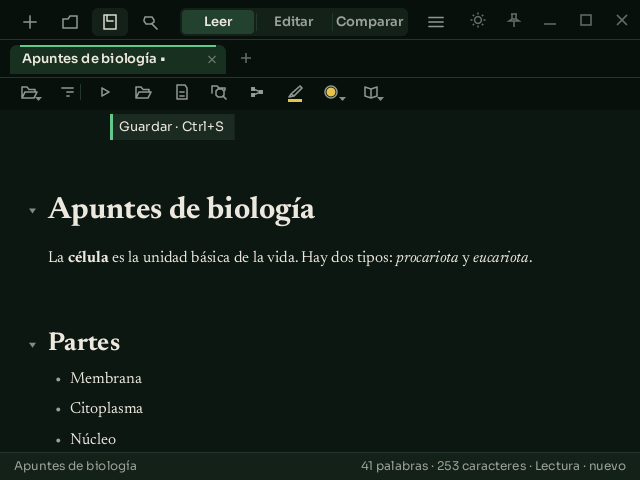 Leer Editar Comparar
Apuntes de biología •
Guardar · Ctrl+S
Apuntes de biología
La célula es la unidad básica de la vida. Hay dos tipos: procariota y eucariota.
Partes
• Membrana
• Citoplasma
• Núcleo
Apuntes de biología 41 palabras · 253 caracteres · Lectura · nuevo